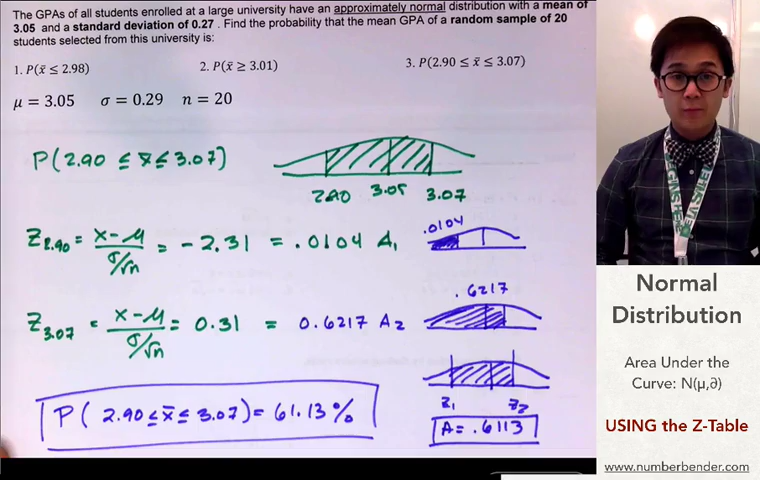 The GPAs of all students enrolled at a large university have an approximately normal distribution with a mean of
3.05 and a standard deviation of 0.27 . Find the probability that the mean GPA of a random sample of 20
students selected from this university is:
1. P(x̄ ≤ 2.98) 2. P(x̄ ≥ 3.01) 3. P(2.90 ≤ x̄ ≤ 3.07)
μ = 3.05 σ = 0.29 n = 20
P(2.90 ≤ x̄ ≤ 3.07)
2.90 3.05 3.07
Z2.90 = x-μ / σ/√n = -2.31 = .0104 A1
.0104
Z3.07 = x-μ / σ/√n = 0.31 = 0.6217 A2
.6217
Z1 Z2
P( 2.90 ≤ x̄ ≤ 3.07) = 61.13%
A = .6113
Normal
Distribution
Area Under the
Curve: N(μ,∂)
USING the Z-Table
www.numberbender.com